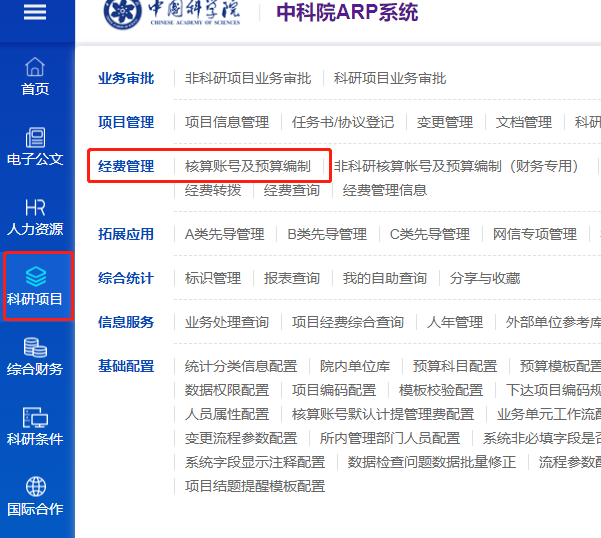 中国科学院
CHINESE ACADEMY OF SCIENCES
中科院ARP系统
首页
电子公文
HR
人力资源
科研项目
综合财务
科研条件
国际合作
业务审批 非科研项目业务审批 科研项目业务审批
项目管理 项目信息管理 任务书/协议登记 变更管理 文档管理 科研
经费管理 核算账号及预算编制 非科研核算帐号及预算编制（财务专用）
经费转拨 经费查询 经费管理信息
拓展应用 A类先导管理 B类先导管理 C类先导管理 网信专项管理
综合统计 标识管理 报表查询 我的自助查询 分享与收藏
信息服务 业务处理查询 项目经费综合查询 人年管理 外部单位参考库
基础配置 统计分类信息配置 院内单位库 预算科目配置 预算模板配置
数据权限配置 项目编码配置 模板校验配置 下达项目编码规
人员属性配置 核算账号默认计提管理费配置 业务单元工作流配
变更流程参数配置 所内管理部门人员配置 系统非必填字段是否
系统字段显示注释配置 数据检查问题数据批量修正 流程参数配
项目结题提醒模板配置